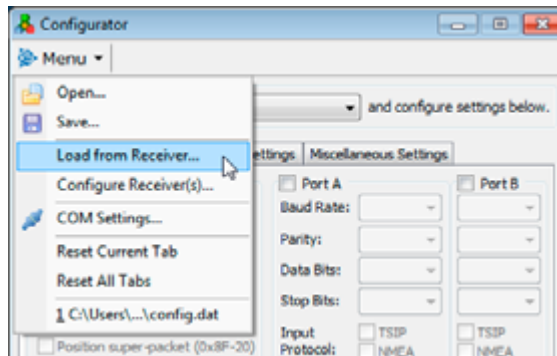 Configurator
Menu
Open...
Save...
and configure settings below.
Load from Receiver...
ettings
Miscellaneous Settings
Configure Receiver(s)...
Port A
Port B
COM Settings...
Baud Rate:
Parity:
Reset Current Tab
Data Bits:
Reset All Tabs
Stop Bits:
1 C:\Users\...\config.dat
Input
Protocol:
TSIP
TSIP
Position super-packet (0x8F-20)
NMEA
NMEA